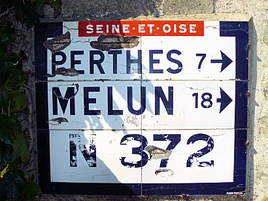 SEINE-ET-OISE
PERTHES 7→
MELUN 18→
N 372